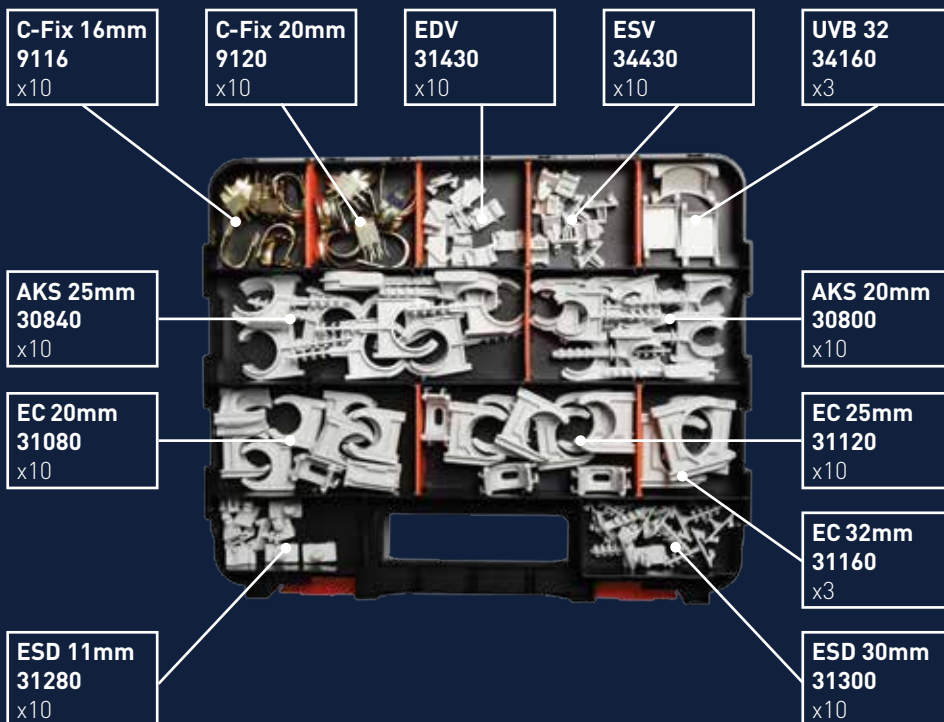 C-Fix 16mm
9116
x10
C-Fix 20mm
9120
x10
EDV
31430
x10
ESV
34430
x10
UVB 32
34160
x3
AKS 25mm
30840
x10
AKS 20mm
30800
x10
EC 20mm
31080
x10
EC 25mm
31120
x10
EC 32mm
31160
x3
ESD 11mm
31280
x10
ESD 30mm
31300
x10